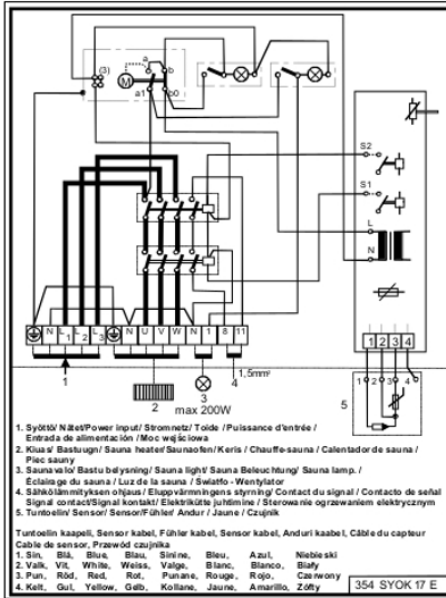 (3)
M
a
b
a1
b0
S2
S1
L
N
N L1 L2 L3 N U V W N 1 8 11
1 2 3 4
1
2
3
max 200W
4
1,5mm²
5
1 2 3 4
1. Syöttö/ Nätet/Power input/ Stromnetz/ Toide / Puissance d'entrée /
Entrada de alimentación / Moc wejściowa
2. Kiuas/ Bastuugn/ Sauna heater/Saunaofen/ Keris / Chauffe-sauna / Calentador de sauna /
Piec sauny
3. Saunavalo/ Bastu belysning/ Sauna light/ Sauna Beleuchtung/ Sauna lamp. /
Éclairage du sauna / Luz de la sauna / Światło - Wentylator
4. Sähkölämmityksen ohjaus/ Eluppvärmningens styrning/ Contact du signal / Contacto de señal
Signal contact/Signal kontakt/ Elektrikütte juhtimine / Sterowanie ogrzewaniem elektrycznym
5. Tuntoelin/ Sensor/ Sensor/Fühler/ Andur / Jaune / Czujnik
Tuntoelin kaapeli, Sensor kabel, Fühler kabel, Sensor kabel, Anduri kaabel, Câble du capteur
Cable de sensor, Przewód czujnika
1. Sin, Blå, Blue, Blau, Sinine, Bleu, Azul, Niebieski
2. Valk, Vit, White, Weiss, Valge, Blanc, Blanco, Biały
3. Pun, Röd, Red, Rot, Punane, Rouge, Rojo, Czerwony
4. Kelt, Gul, Yellow, Gelb, Kollane, Jaune, Amarillo, Żółty
354 SYOK 17 E